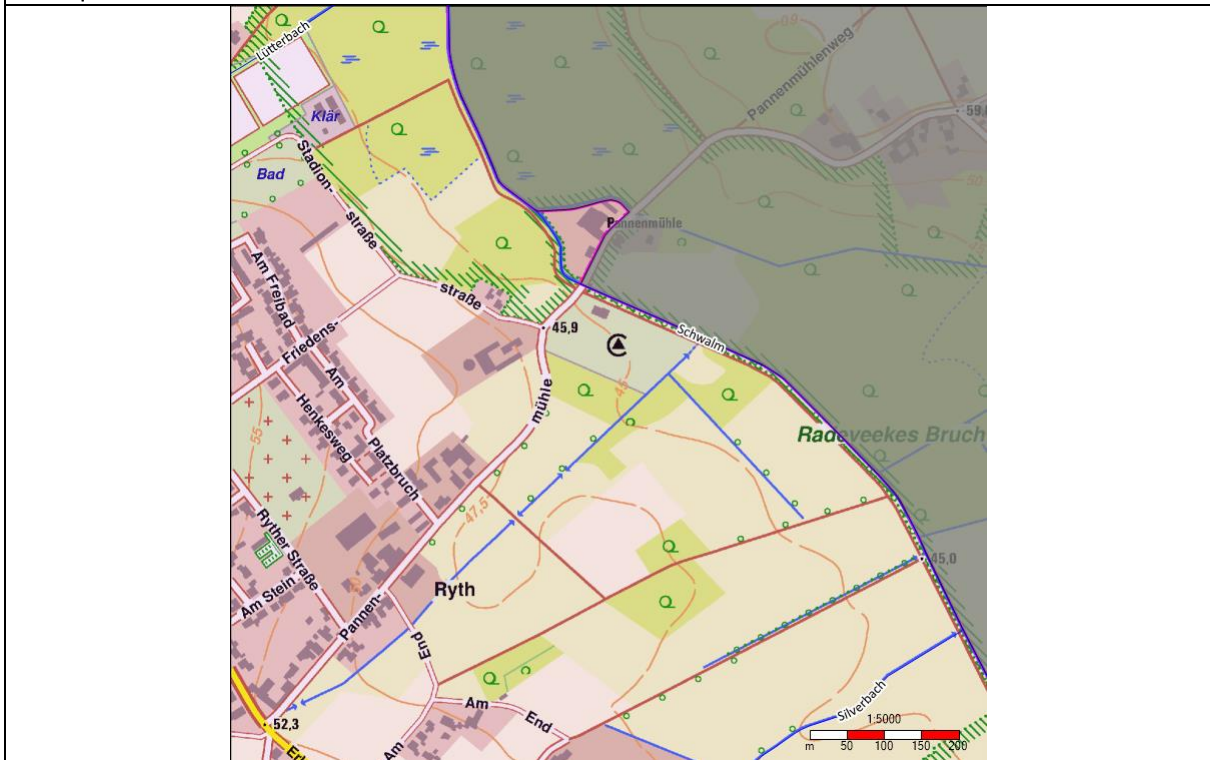 Lütterbach
Pannenmühlenweg
Klär
Bad
Stadion-
straße
50
Pannenmühle
Am Freibad
straße
45,9
Schwalm
Friedens-
mühle
45
Am
Platzbruch
Henkesweg
55
Radeveekes Bruch
47,5
Ryther Straße
Am Stein
45,0
Ryth
Pannen-
End
Am
End
Silverbach
52,3
Am
1:5000
m 50 100 150 200